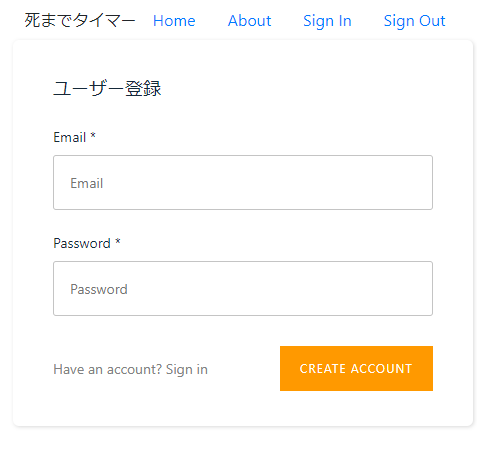 死までタイマー Home About Sign In Sign Out
ユーザー登録
Email *
Email
Password *
Password
Have an account? Sign in CREATE ACCOUNT